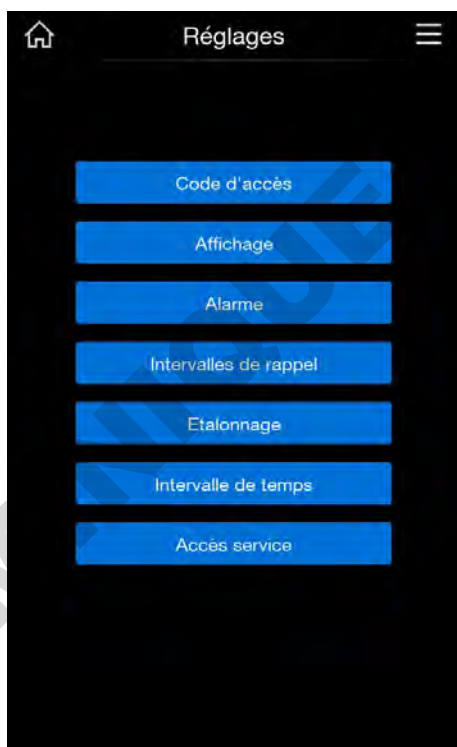 Réglages
Code d'accès
Affichage
Alarme
Intervalles de rappel
Etalonnage
Intervalle de temps
Accès service